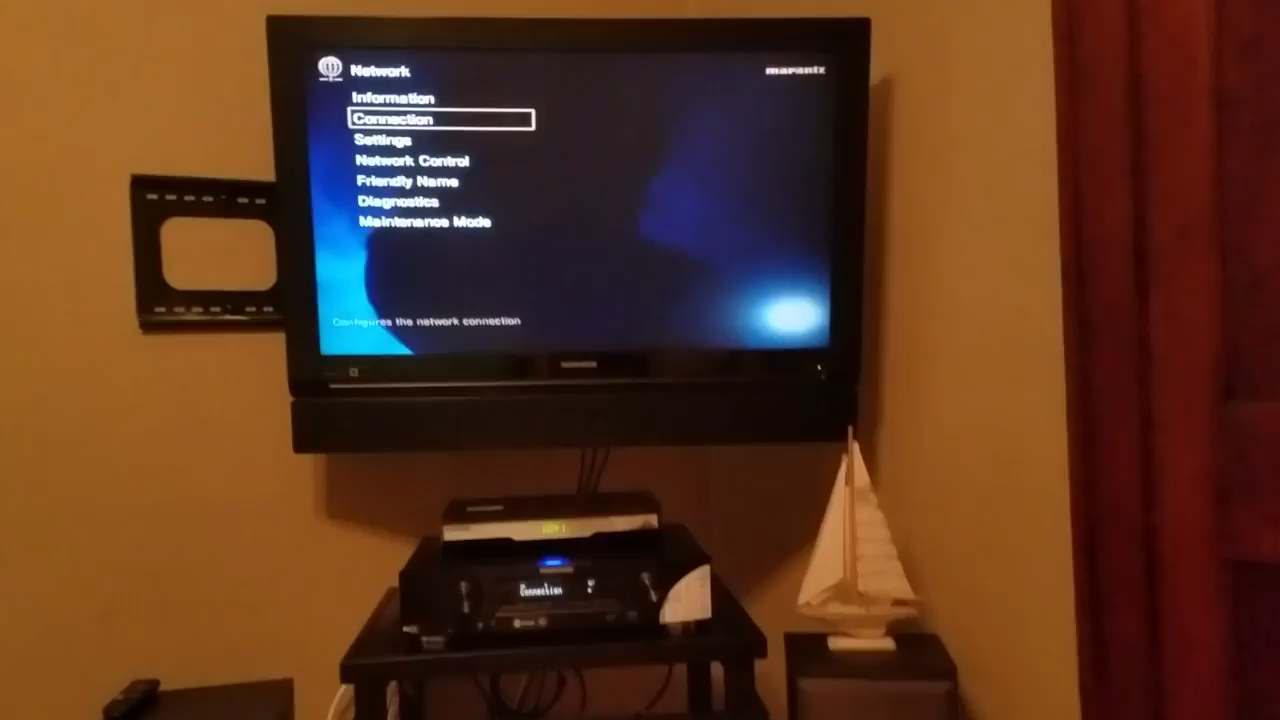 Network
marantz
Information
Connection
Settings
Network Control
Friendly Name
Diagnostics
Maintenance Mode
Configures the network connection
Connection